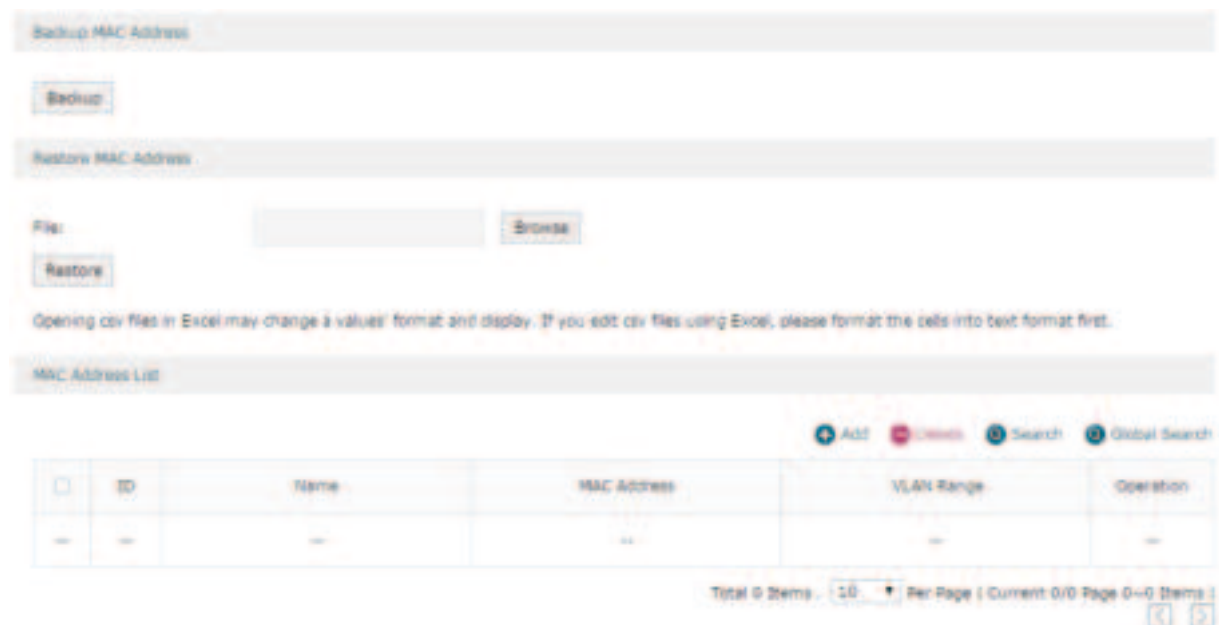 Backup MAC Address
Backup
Restore MAC Address
File:
Browse
Restore
Opening csv files in Excel may change a values' format and display. If you edit csv files using Excel, please format the cells into text format first.
MAC Address List
Add Delete Search Global Search
ID Name MAC Address VLAN Range Operation
-- -- -- -- -- --
Total 0 Items . 10 Per Page ( Current 0/0 Page 0~0 Items )
< >